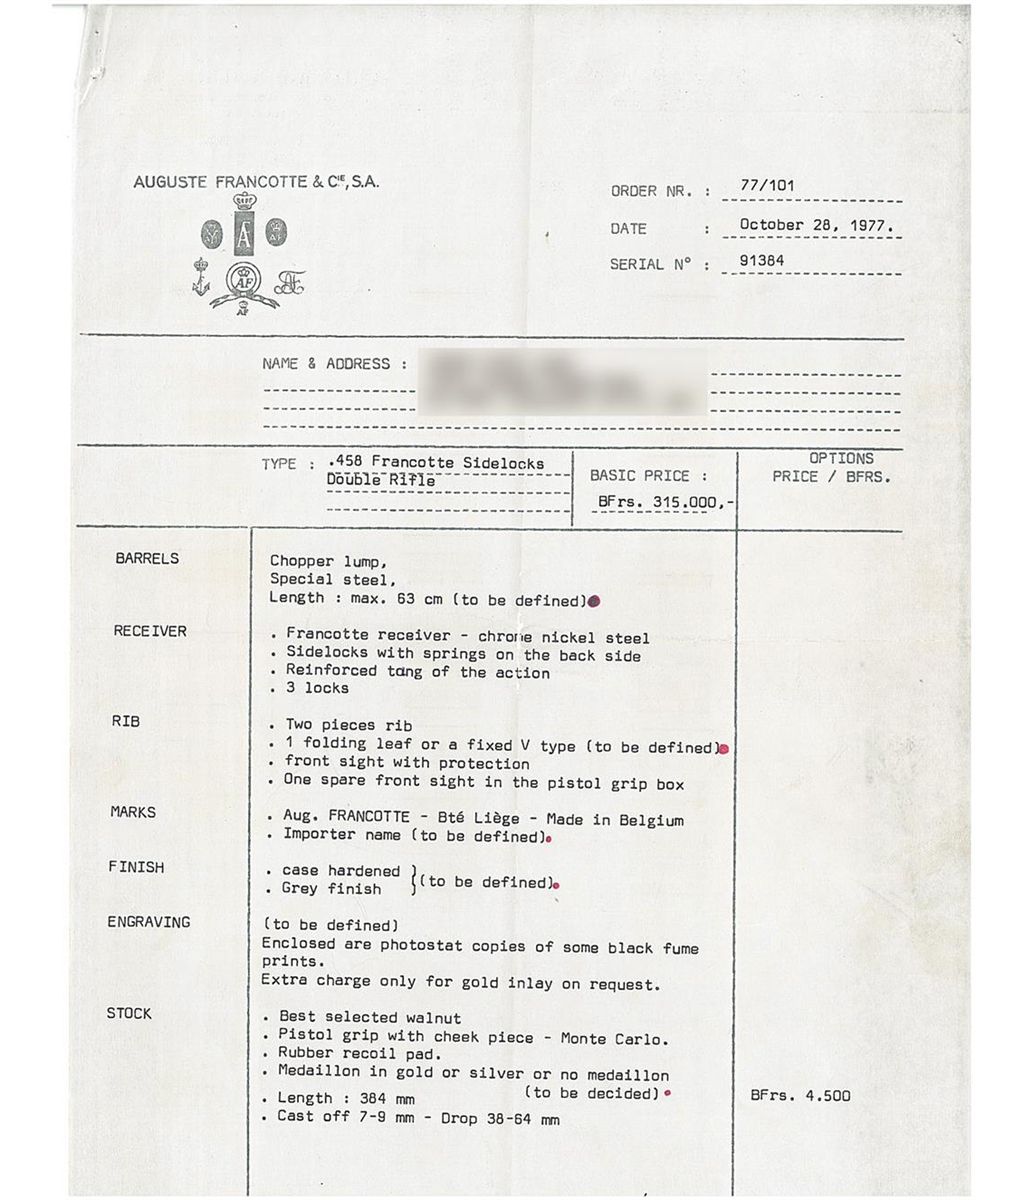 AUGUSTE FRANCOTTE & CIE, S.A.
A
AF
ORDER NR. : 77/101
DATE : October 28, 1977.
SERIAL N° : 91384
NAME & ADDRESS :
TYPE : .458 Francotte Sidelocks
Double Rifle
BASIC PRICE :
BFrs. 315.000,-
OPTIONS
PRICE / BFRS.
BARRELS
Chopper lump,
Special steel,
Length : max. 63 cm (to be defined)
RECEIVER
. Francotte receiver - chrome nickel steel
. Sidelocks with springs on the back side
. Reinforced tang of the action
. 3 locks
RIB
. Two pieces rib
. 1 folding leaf or a fixed V type (to be defined)
. front sight with protection
. One spare front sight in the pistol grip box
MARKS
. Aug. FRANCOTTE - Bté Liège - Made in Belgium
. Importer name (to be defined).
FINISH
. case hardened
. Grey finish
} (to be defined).
ENGRAVING
(to be defined)
Enclosed are photostat copies of some black fume
prints.
Extra charge only for gold inlay on request.
STOCK
. Best selected walnut
. Pistol grip with cheek piece - Monte Carlo.
. Rubber recoil pad.
. Medaillon in gold or silver or no medaillon
(to be decided)
BFrs. 4.500
. Length : 384 mm
. Cast off 7-9 mm - Drop 38-64 mm